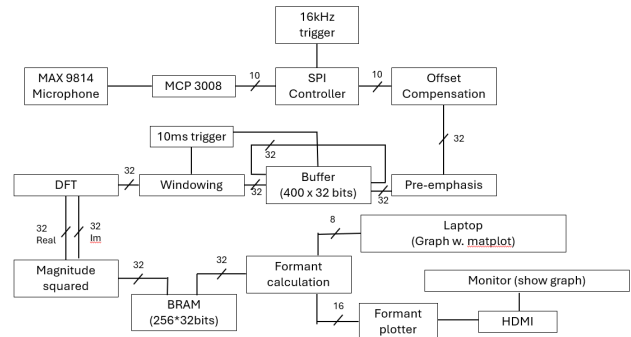 16kHz
trigger
MAX 9814
Microphone
MCP 3008
10
SPI
Controller
10
Offset
Compensation
32
10ms trigger
32
DFT
32
Windowing
32
Buffer
(400 x 32 bits)
32
Pre-emphasis
32
Real
32
Im
8
Laptop
(Graph w. matplot)
Magnitude
squared
32
BRAM
(256*32bits)
32
Formant
calculation
16
Formant
plotter
HDMI
Monitor (show graph)